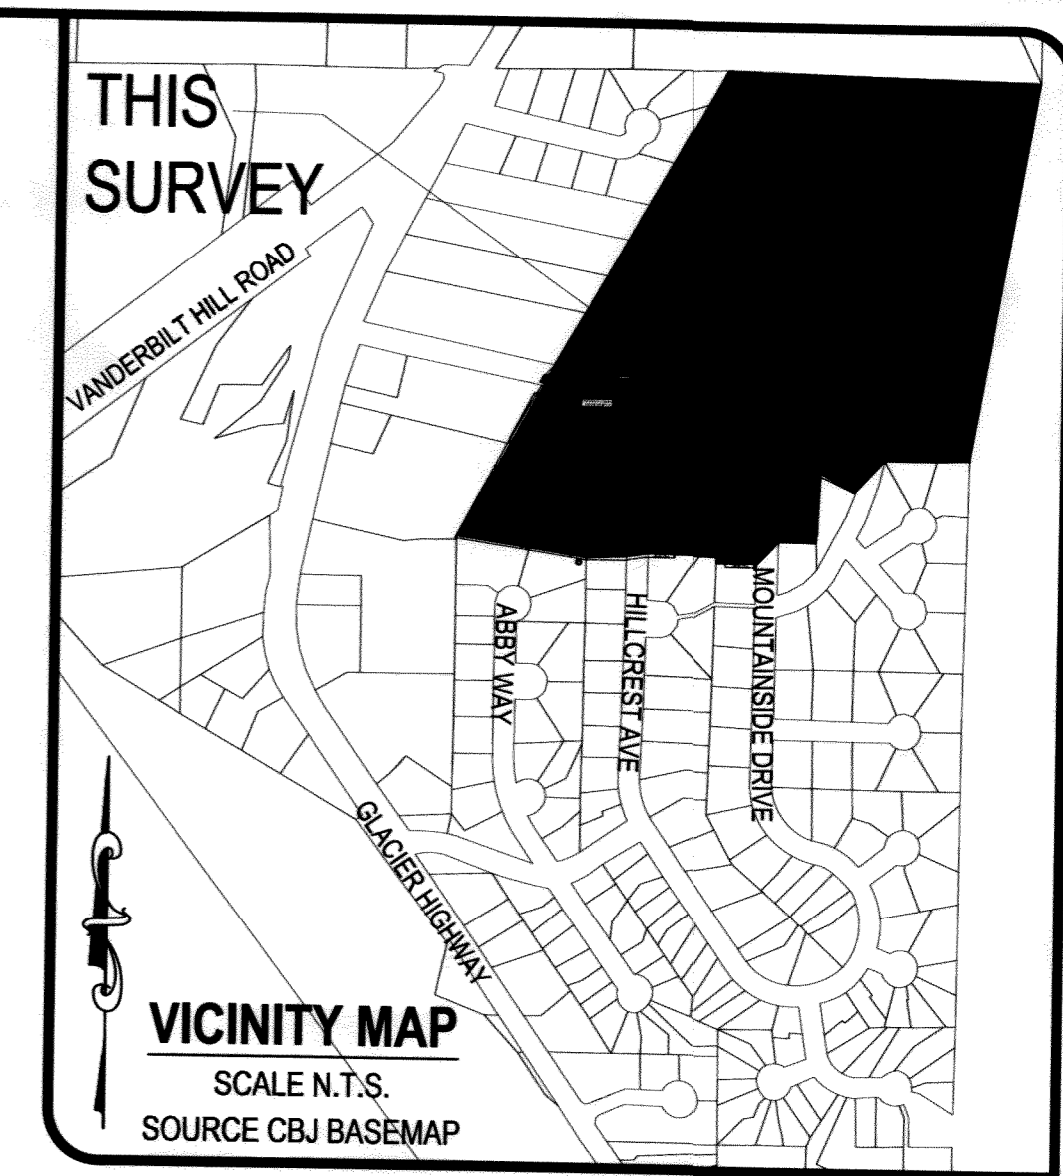 THIS
SURVEY
VANDERBILT HILL ROAD
ABBY WAY
HILLCREST AVE
MOUNTAINSIDE DRIVE
GLACIER HIGHWAY
VICINITY MAP
SCALE N.T.S.
SOURCE CBJ BASEMAP